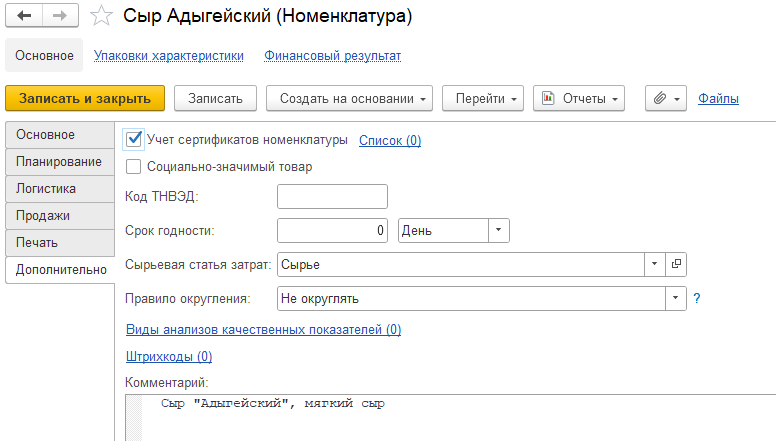 Сыр Адыгейский (Номенклатура)
Основное Упаковки характеристики Финансовый результат
Записать и закрыть Записать Создать на основании Перейти Отчеты Файлы
Основное
Планирование
Логистика
Продажи
Печать
Дополнительно
Учет сертификатов номенклатуры Список (0)
Социально-значимый товар
Код ТНВЭД:
Срок годности: 0 День
Сырьевая статья затрат: Сырье
Правило округления: Не округлять ?
Виды анализов качественных показателей (0)
Штрихкоды (0)
Комментарий:
Сыр "Адыгейский", мягкий сыр